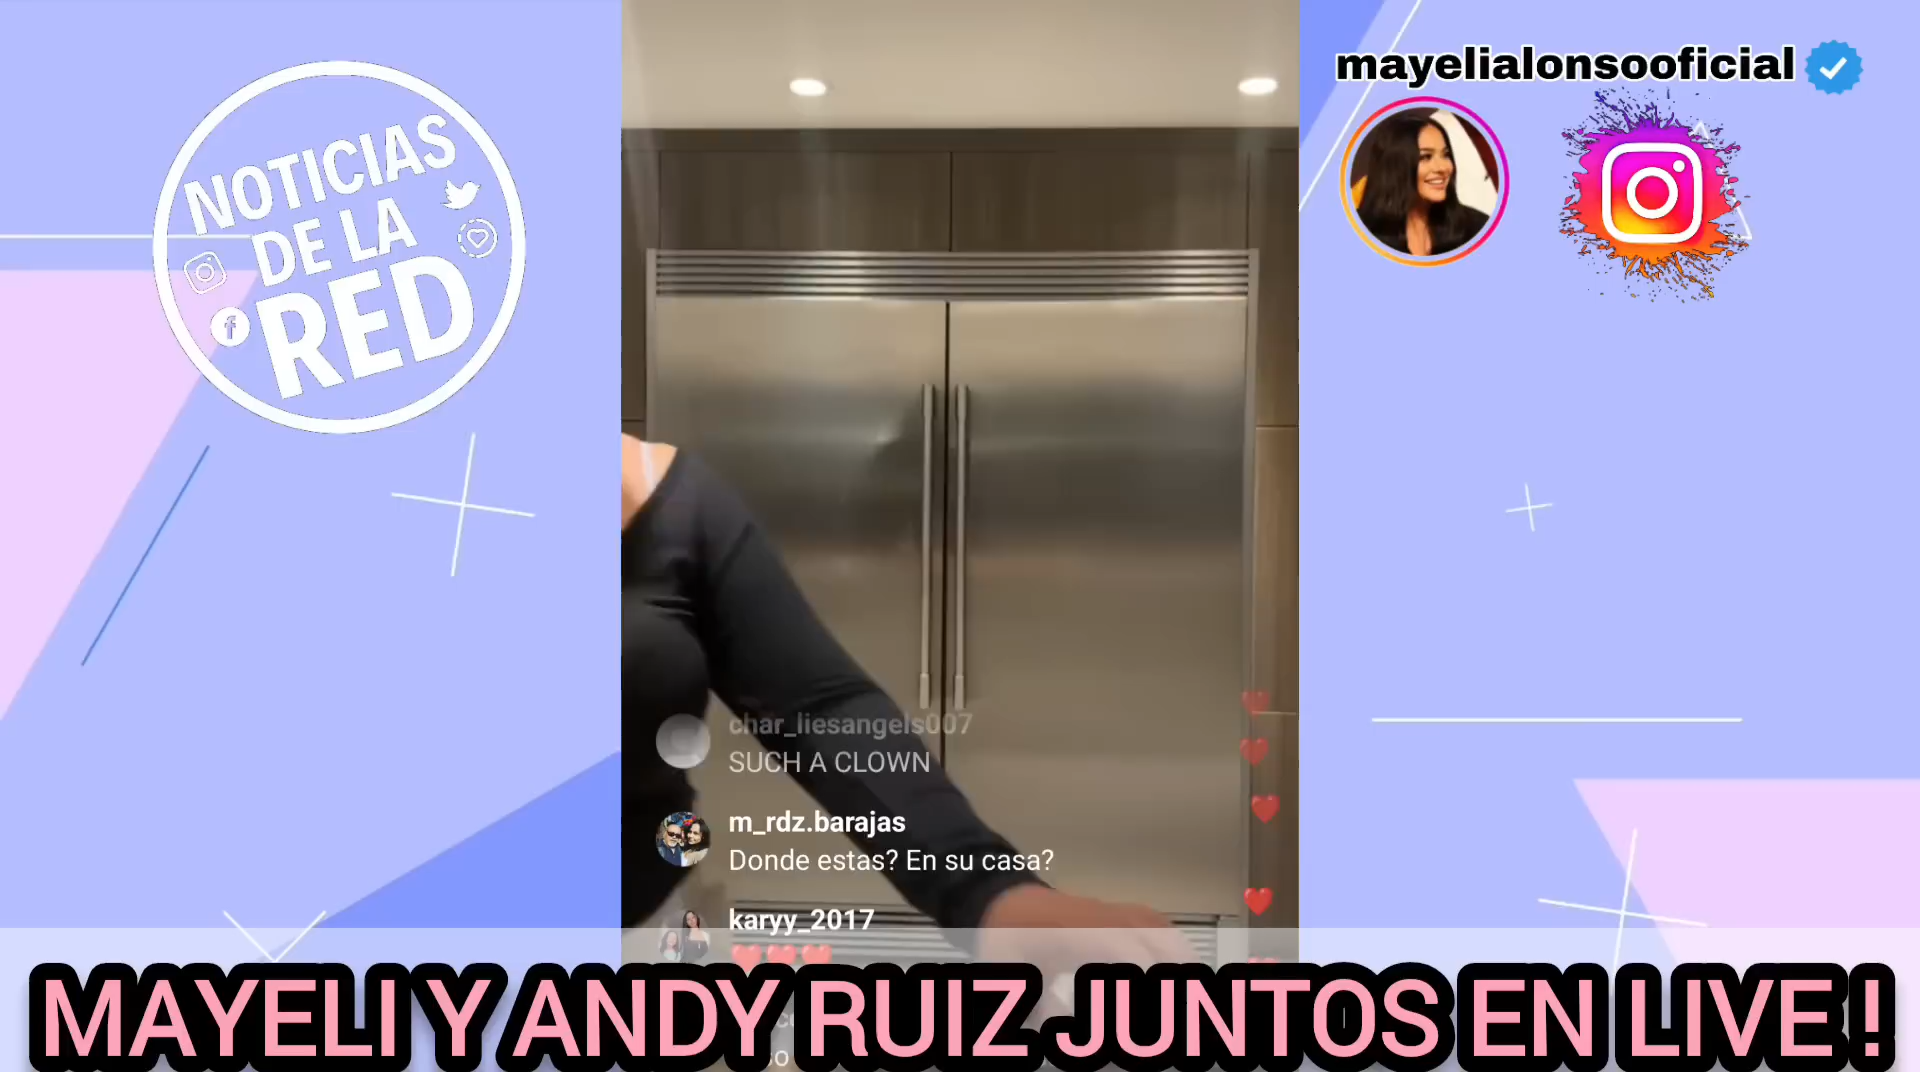 NOTICIAS
DE LA
RED
mayelialonsooficial
char_liesangels007
SUCH A CLOWN
m_rdz.barajas
Donde estas? En su casa?
karyy_2017
MAYELI Y ANDY RUIZ JUNTOS EN LIVE !